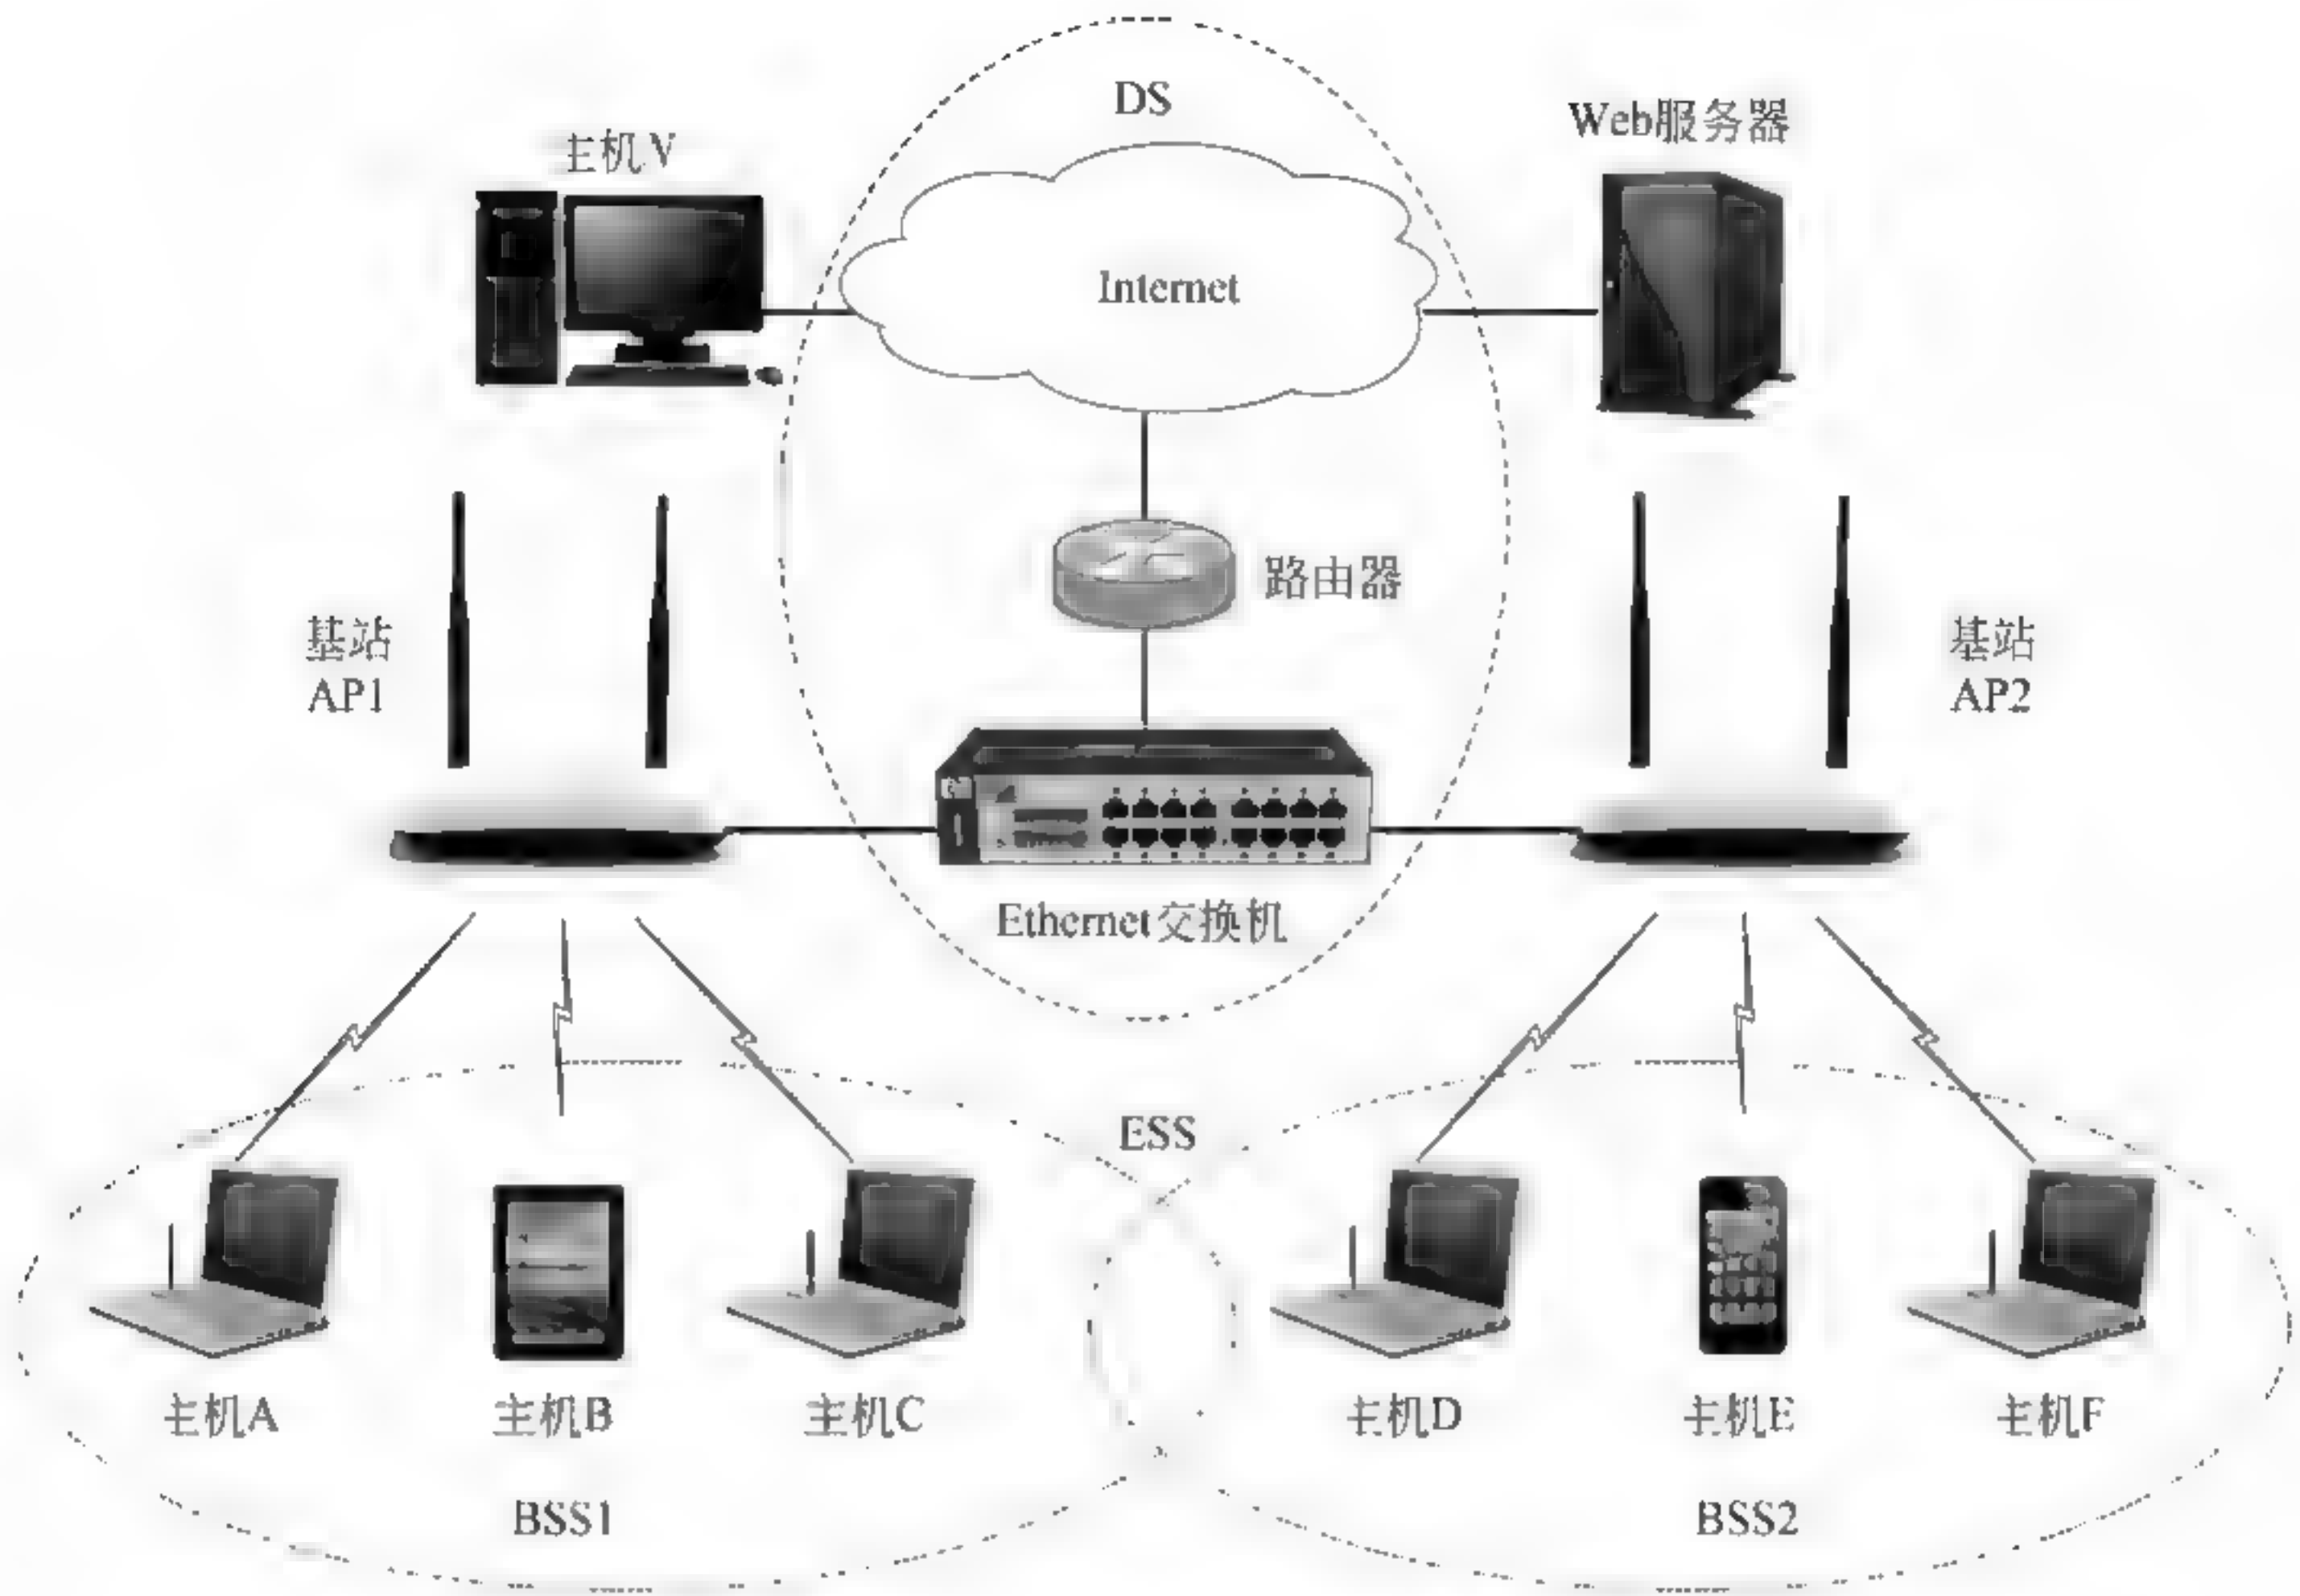 DS
Web服务器
主机V
Internet
路由器
基站
AP1
基站
AP2
Ethernet交换机
ESS
主机A
主机B
主机C
主机D
主机E
主机F
BSS1
BSS2